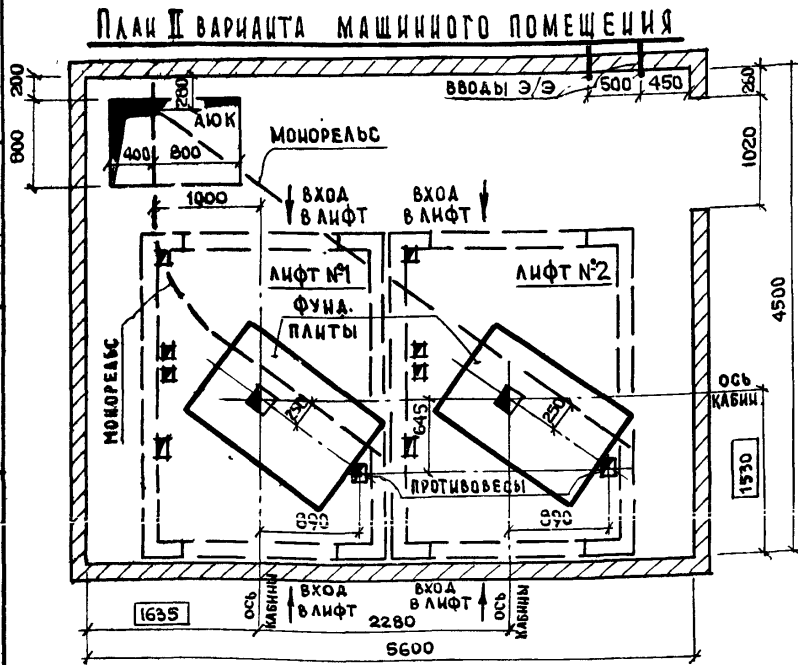 ПЛАН II ВАРИАНТА МАШИННОГО ПОМЕЩЕНИЯ
200
280
ВВОДЫ Э/Э
500
450
260
ЛЮК
800
400
800
МОНОРЕЛЬС
1020
1000
ВХОД
В ЛИФТ
ВХОД
В ЛИФТ
ЛИФТ №1
ЛИФТ №2
4500
ФУНД.
ПЛИТЫ
МОНОРЕЛЬС
ОСЬ
КАБИН
250
645
250
1530
ПРОТИВОВЕСЫ
890
890
1635
ОСЬ
КАБИНЫ
ВХОД
В ЛИФТ
2280
ВХОД
В ЛИФТ
ОСЬ
КАБИНЫ
5600